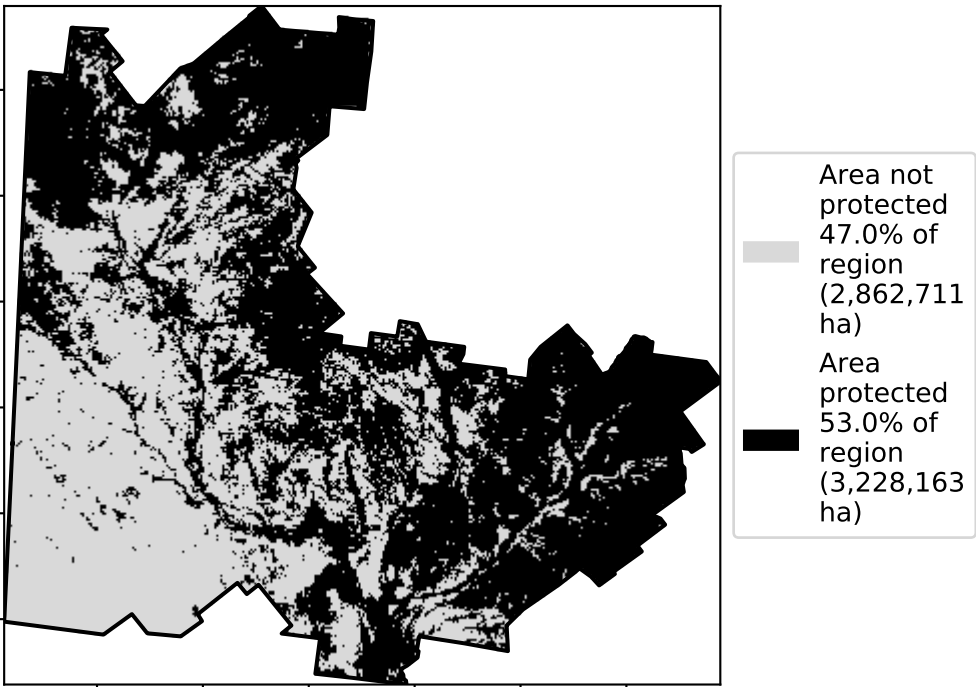 Area not
protected
47.0% of
region
(2,862,711
ha)
Area
protected
53.0% of
region
(3,228,163
ha)